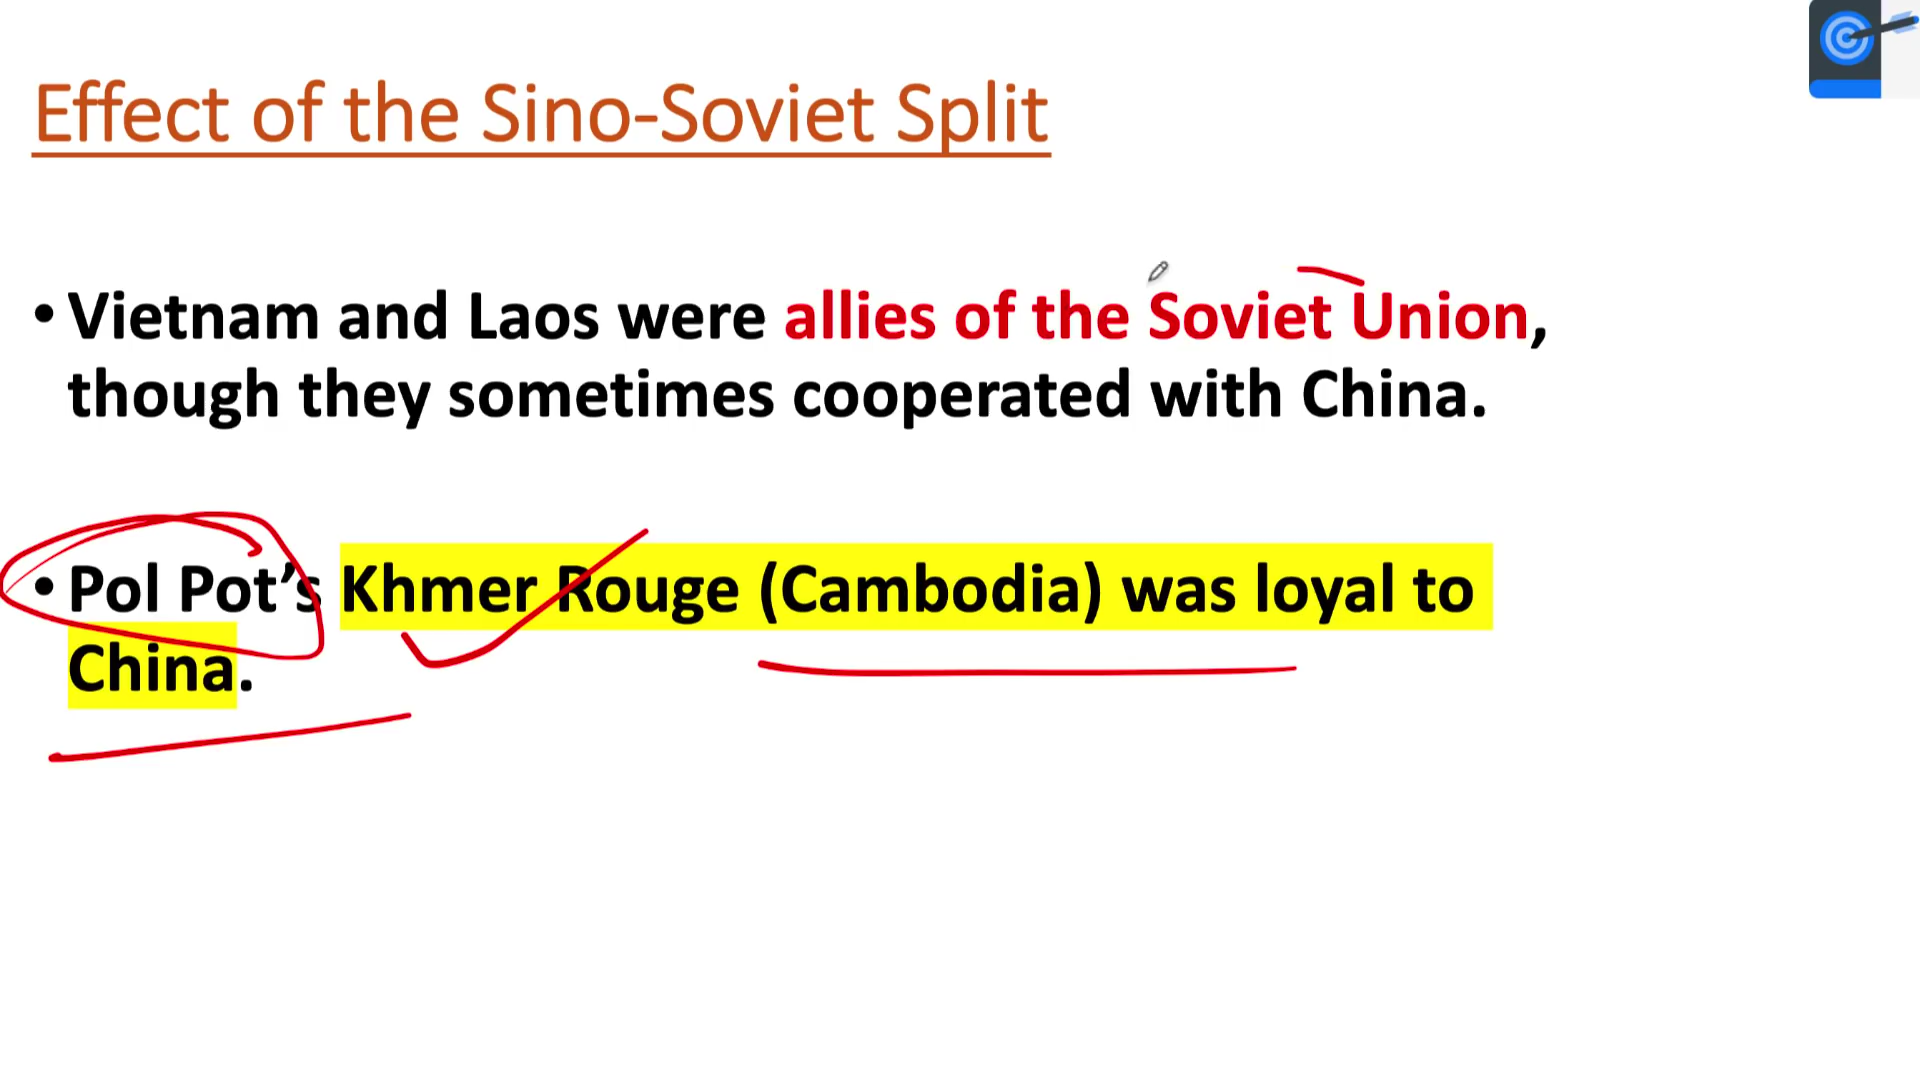 Effect of the Sino-Soviet Split
• Vietnam and Laos were allies of the Soviet Union,
though they sometimes cooperated with China.
• Pol Pot’s Khmer Rouge (Cambodia) was loyal to
China.